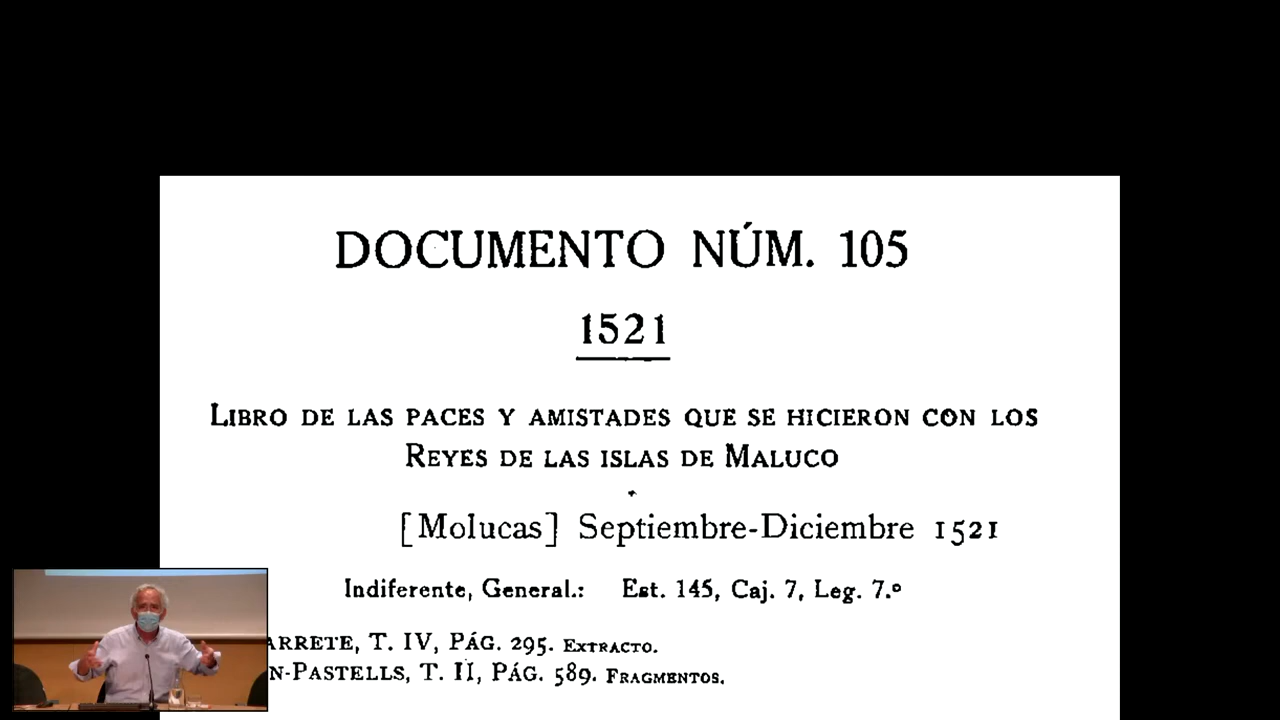 DOCUMENTO NÚM. 105
1521
LIBRO DE LAS PACES Y AMISTADES QUE SE HICIERON CON LOS
REYES DE LAS ISLAS DE MALUCO
[Molucas] Septiembre-Diciembre 1521
Indiferente, General.: Est. 145, Caj. 7, Leg. 7.º
T. IV, PÁG. 295. EXTRACTO.
T. II, PÁG. 589. FRAGMENTOS.